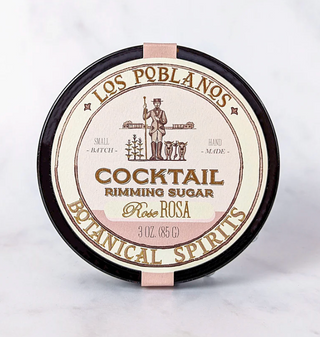 LOS POBLANOS
SMALL
- BATCH -
HAND
- MADE -
COCKTAIL
RIMMING SUGAR
Rose ROSA
3 OZ. (85 G)
BOTANICAL SPIRITS